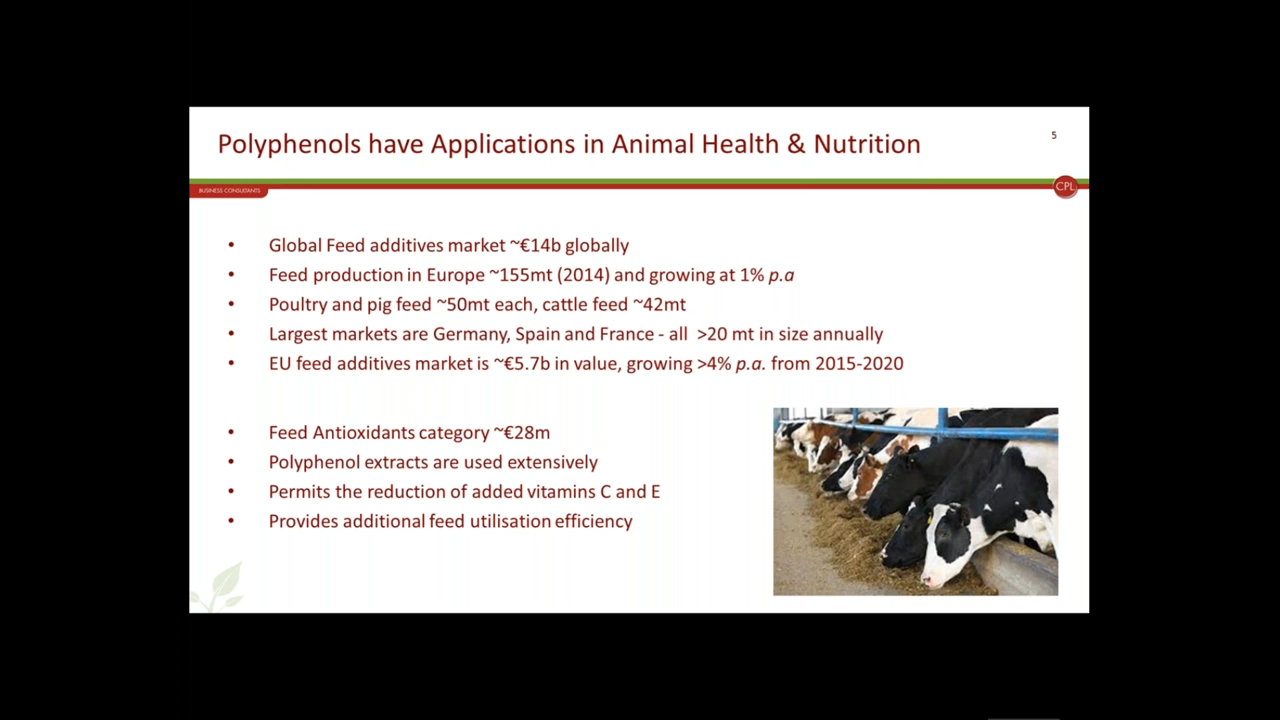 Polyphenols have Applications in Animal Health & Nutrition
5
BUSINESS CONSULTANTS
CPL
• Global Feed additives market ~€14b globally
• Feed production in Europe ~155mt (2014) and growing at 1% p.a
• Poultry and pig feed ~50mt each, cattle feed ~42mt
• Largest markets are Germany, Spain and France - all >20 mt in size annually
• EU feed additives market is ~€5.7b in value, growing >4% p.a. from 2015-2020
• Feed Antioxidants category ~€28m
• Polyphenol extracts are used extensively
• Permits the reduction of added vitamins C and E
• Provides additional feed utilisation efficiency